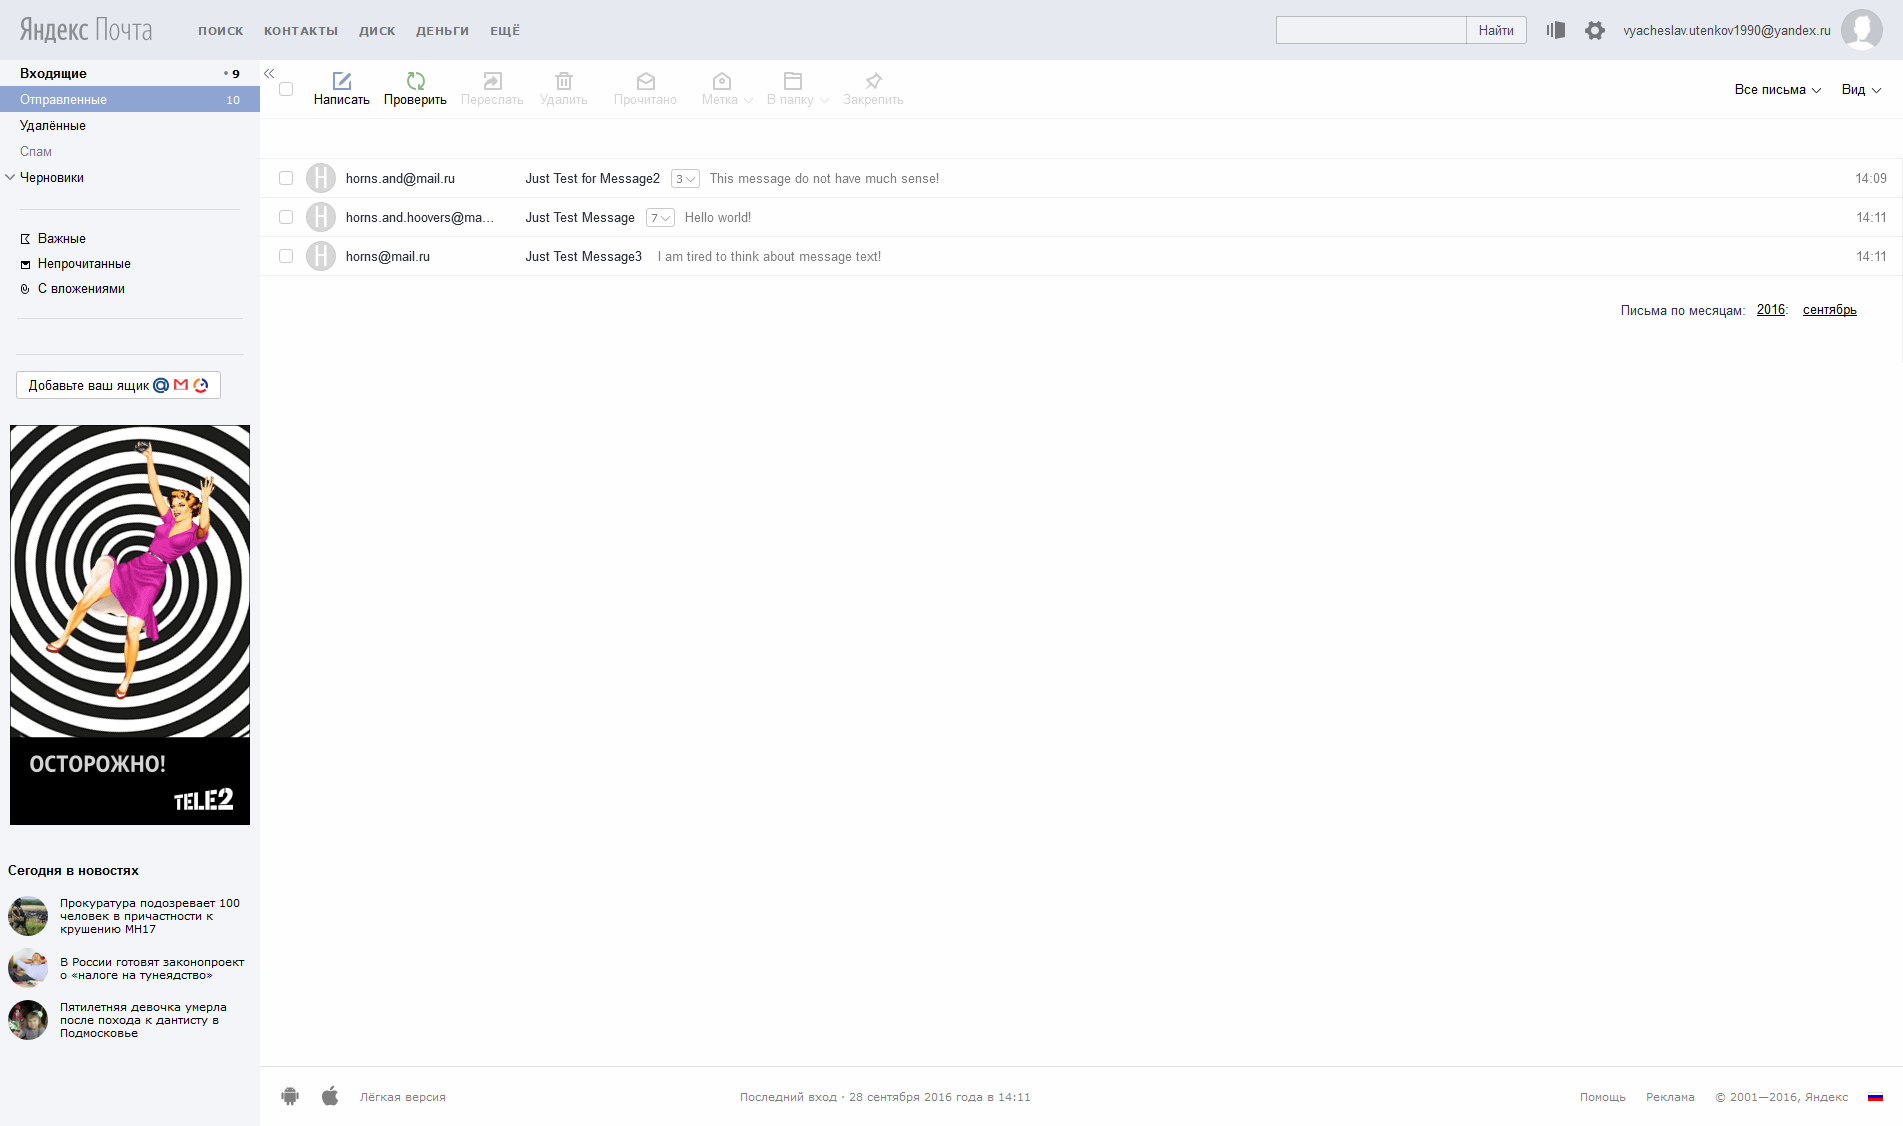 Яндекс Почта ПОИСК КОНТАКТЫ ДИСК ДЕНЬГИ ЕЩЁ Найти vyacheslav.utenkov1990@yandex.ru
Входящие • 9
Отправленные 10
Удалённые
Спам
Черновики
Важные
Непрочитанные
С вложениями
Добавьте ваш ящик
ОСТОРОЖНО!
TELE2
Сегодня в новостях
Прокуратура подозревает 100
человек в причастности к
крушению MH17
В России готовят законопроект
о «налоге на тунеядство»
Пятилетняя девочка умерла
после похода к дантисту в
Подмосковье
Написать Проверить Переслать Удалить Прочитано Метка В папку Закрепить Все письма Вид
H horns.and@mail.ru Just Test for Message2 3 This message do not have much sense! 14:09
H horns.and.hoovers@ma... Just Test Message 7 Hello world! 14:11
H horns@mail.ru Just Test Message3 I am tired to think about message text! 14:11
Письма по месяцам: 2016: сентябрь
Лёгкая версия Последний вход · 28 сентября 2016 года в 14:11 Помощь Реклама © 2001—2016, Яндекс